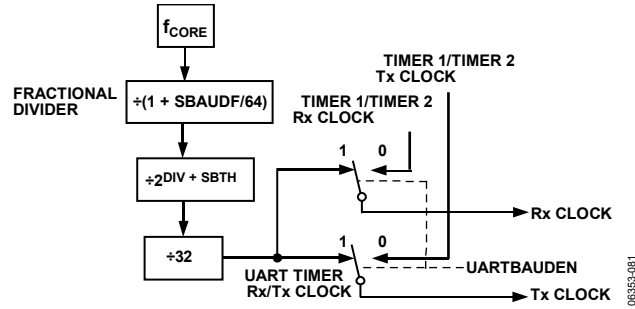 fCORE
FRACTIONAL
DIVIDER
÷(1 + SBAUDF/64)
÷2DIV + SBTH
÷32
TIMER 1/TIMER 2
Tx CLOCK
TIMER 1/TIMER 2
Rx CLOCK
1 0
Rx CLOCK
1 0
UART TIMER
Rx/Tx CLOCK
UARTBAUDEN
Tx CLOCK
06353-081